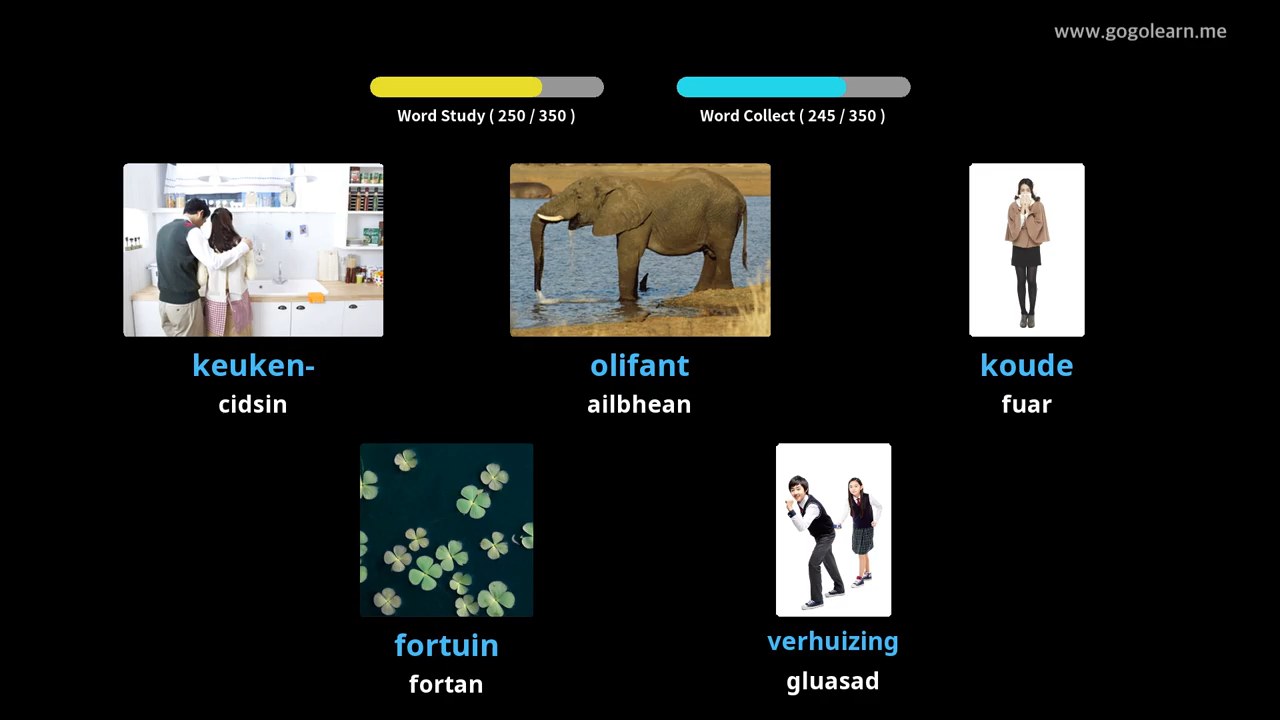 www.gogolearn.me
Word Study ( 250 / 350 )
Word Collect ( 245 / 350 )
keuken-
cidsin
olifant
ailbhean
koude
fuar
fortuin
fortan
verhuizing
gluasad